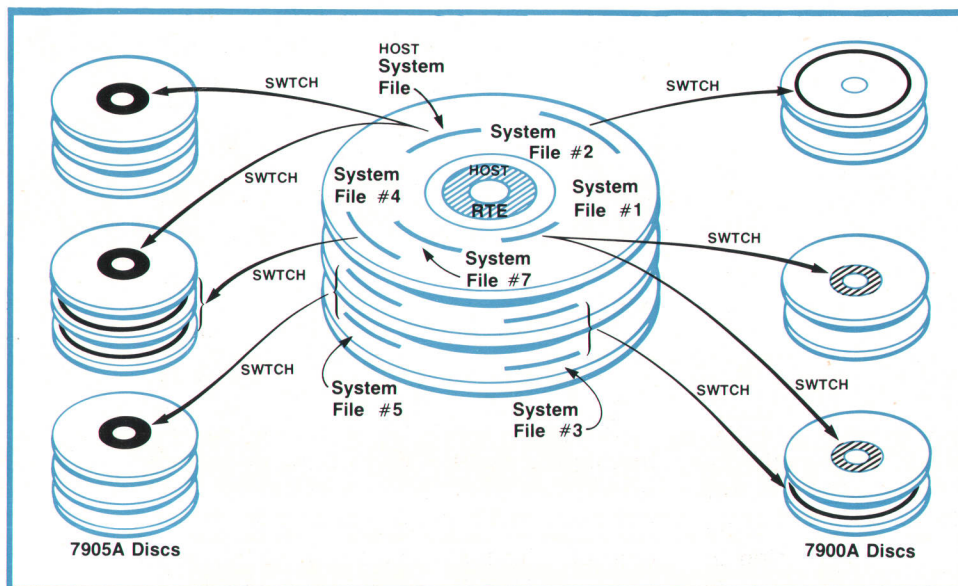 HOST
System
File
SWTCH
SWTCH
System
File #2
HOST
RTE
System
File #4
System
File #1
SWTCH
SWTCH
SWTCH
System
File #7
SWTCH
SWTCH
SWTCH
System
File #5
System
File #3
7905A Discs
7900A Discs